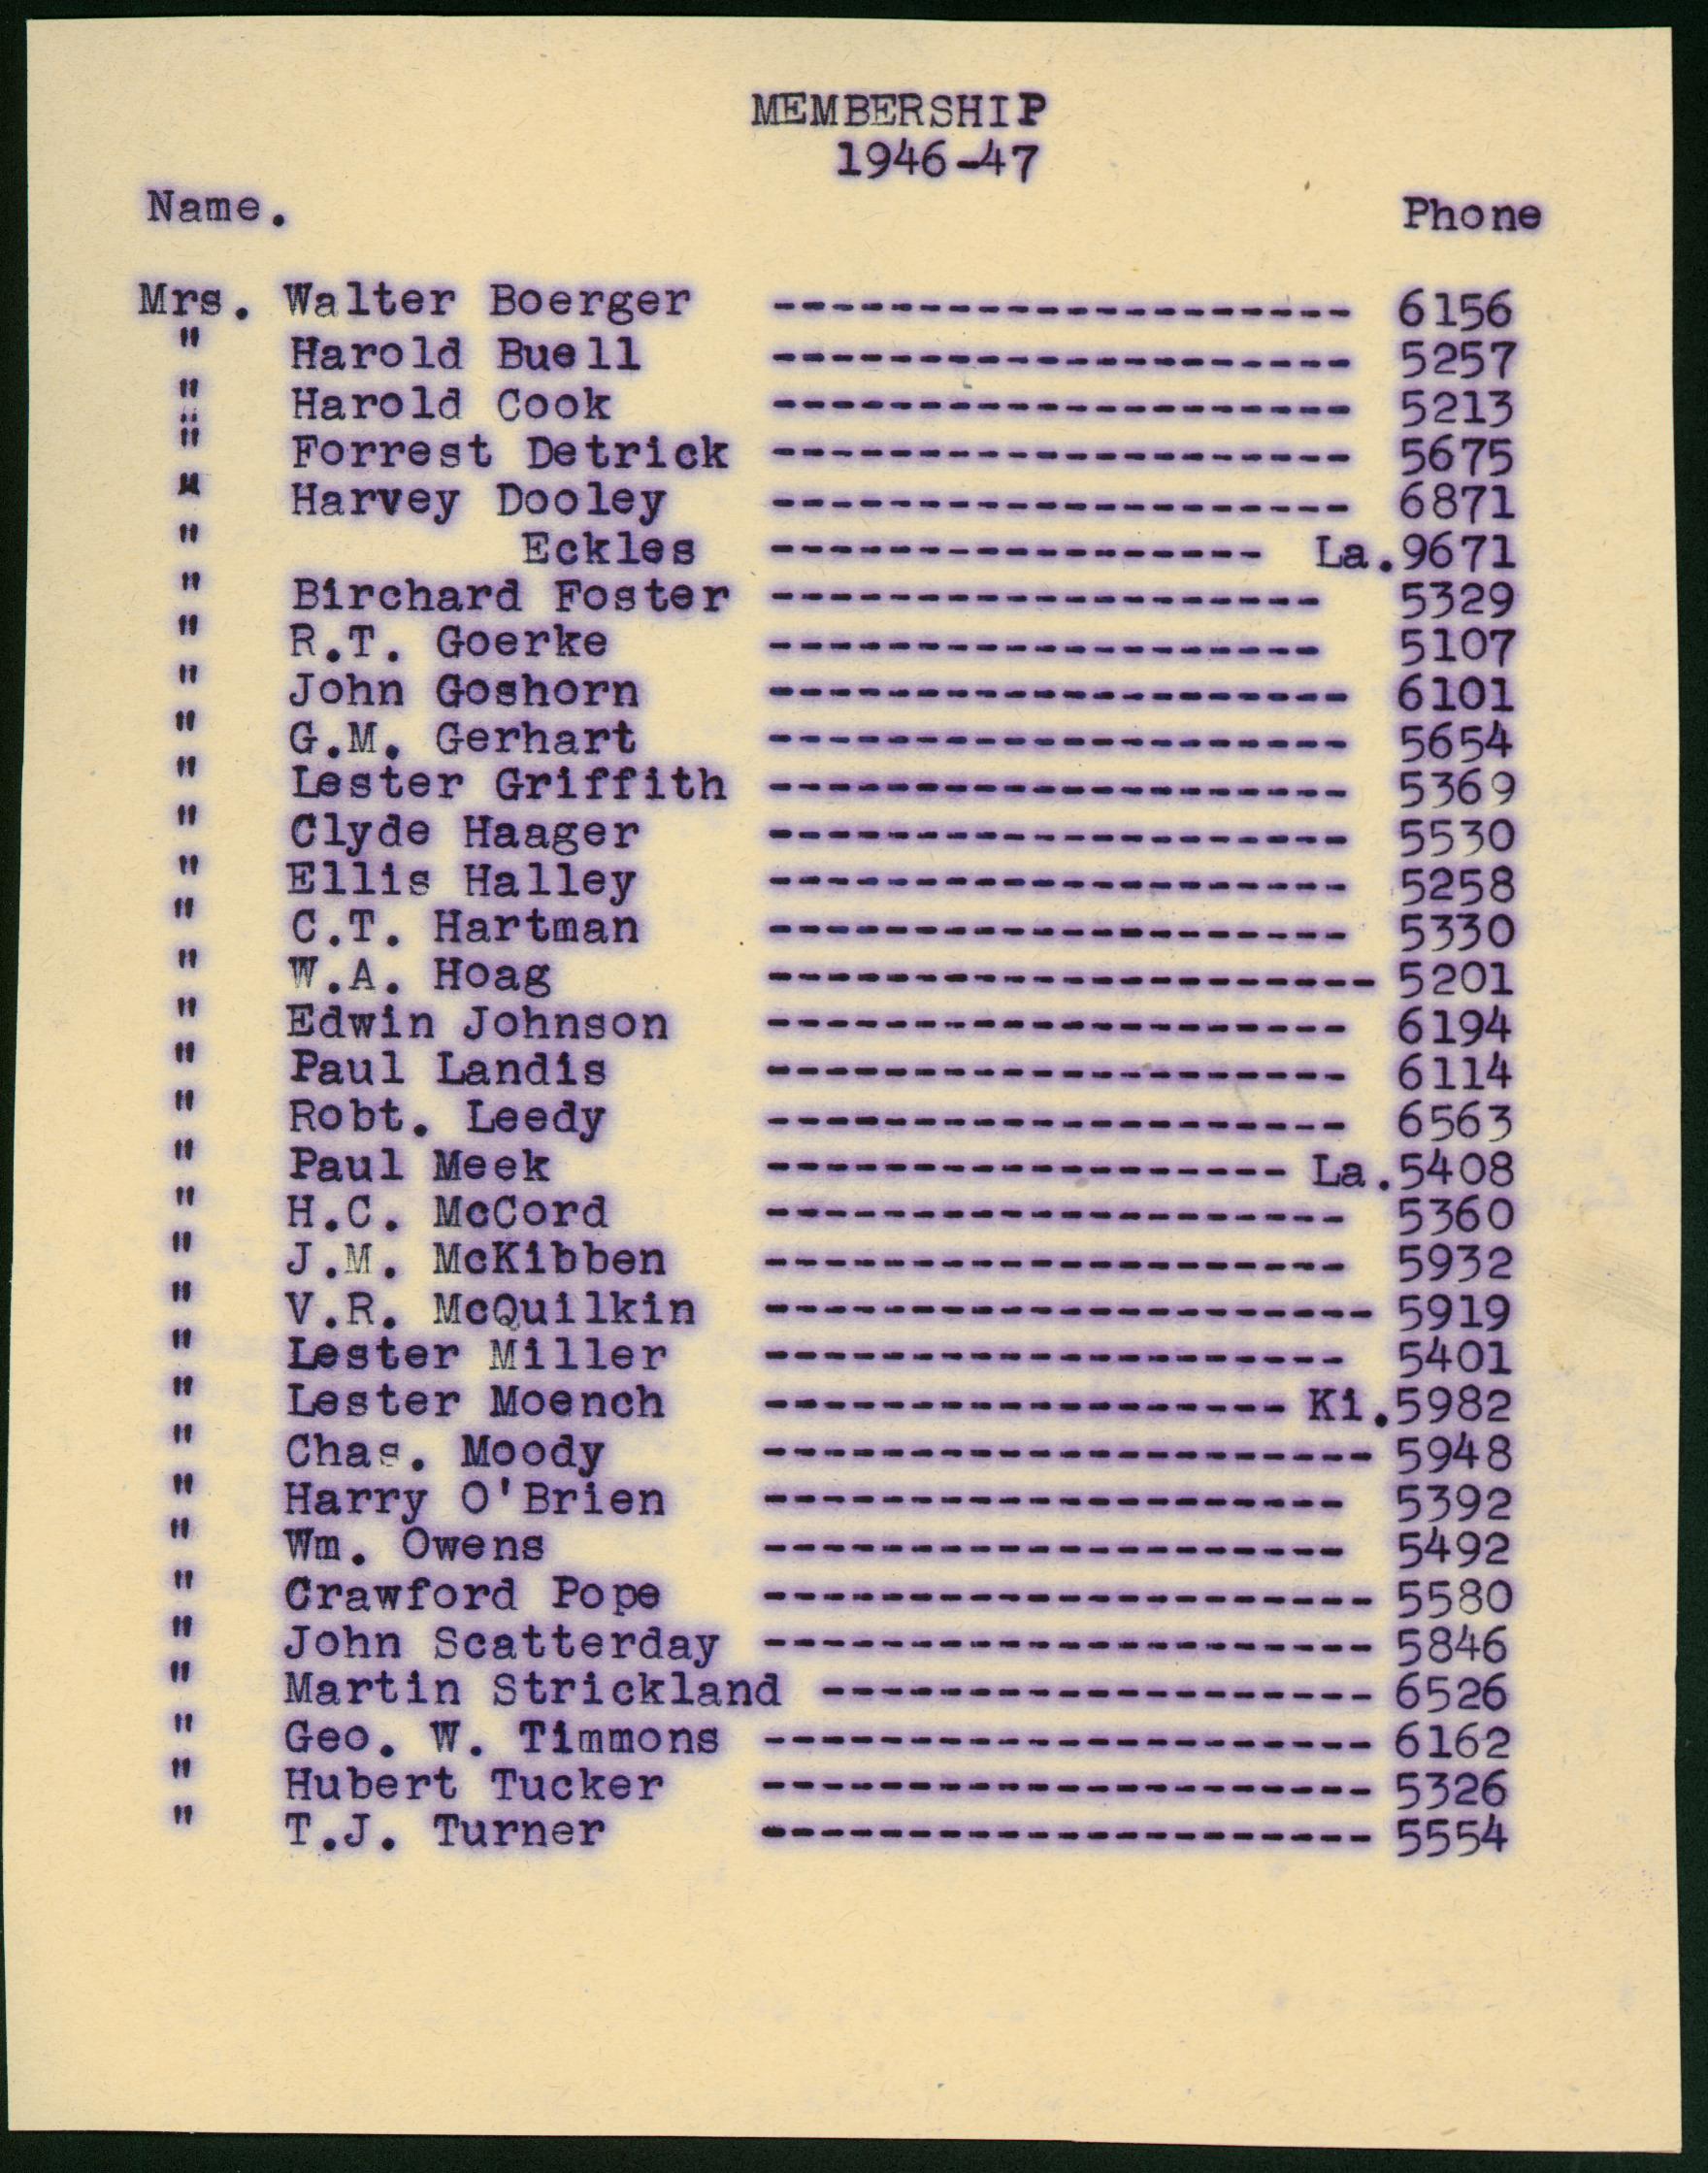 MEMBERSHIP
1946-47
Name. Phone
Mrs. Walter Boerger -------------------- 6156
" Harold Buell -------------------- 5257
" Harold Cook -------------------- 5213
" Forrest Detrick -------------------- 5675
" Harvey Dooley -------------------- 6871
" Eckles ----------------- La.9671
" Birchard Foster ------------------- 5329
" R.T. Goerke ------------------- 5107
" John Goshorn -------------------- 6101
" G.M. Gerhart -------------------- 5654
" Lester Griffith -------------------- 5369
" Clyde Haager -------------------- 5530
" Ellis Halley -------------------- 5258
" C.T. Hartman -------------------- 5330
" W.A. Hoag --------------------- 5201
" Edwin Johnson -------------------- 6194
" Paul Landis -------------------- 6114
" Robt. Leedy -------------------- 6563
" Paul Meek ------------------ La.5408
" H.C. McCord -------------------- 5360
" J.M. McKibben -------------------- 5932
" V.R. McQuilkin --------------------- 5919
" Lester Miller -------------------- 5401
" Lester Moench ------------------ Ki.5982
" Chas. Moody --------------------- 5948
" Harry O'Brien -------------------- 5392
" Wm. Owens -------------------- 5492
" Crawford Pope --------------------- 5580
" John Scatterday --------------------- 5846
" Martin Strickland ------------------- 6526
" Geo. W. Timmons --------------------- 6162
" Hubert Tucker --------------------- 5326
" T.J. Turner --------------------- 5554